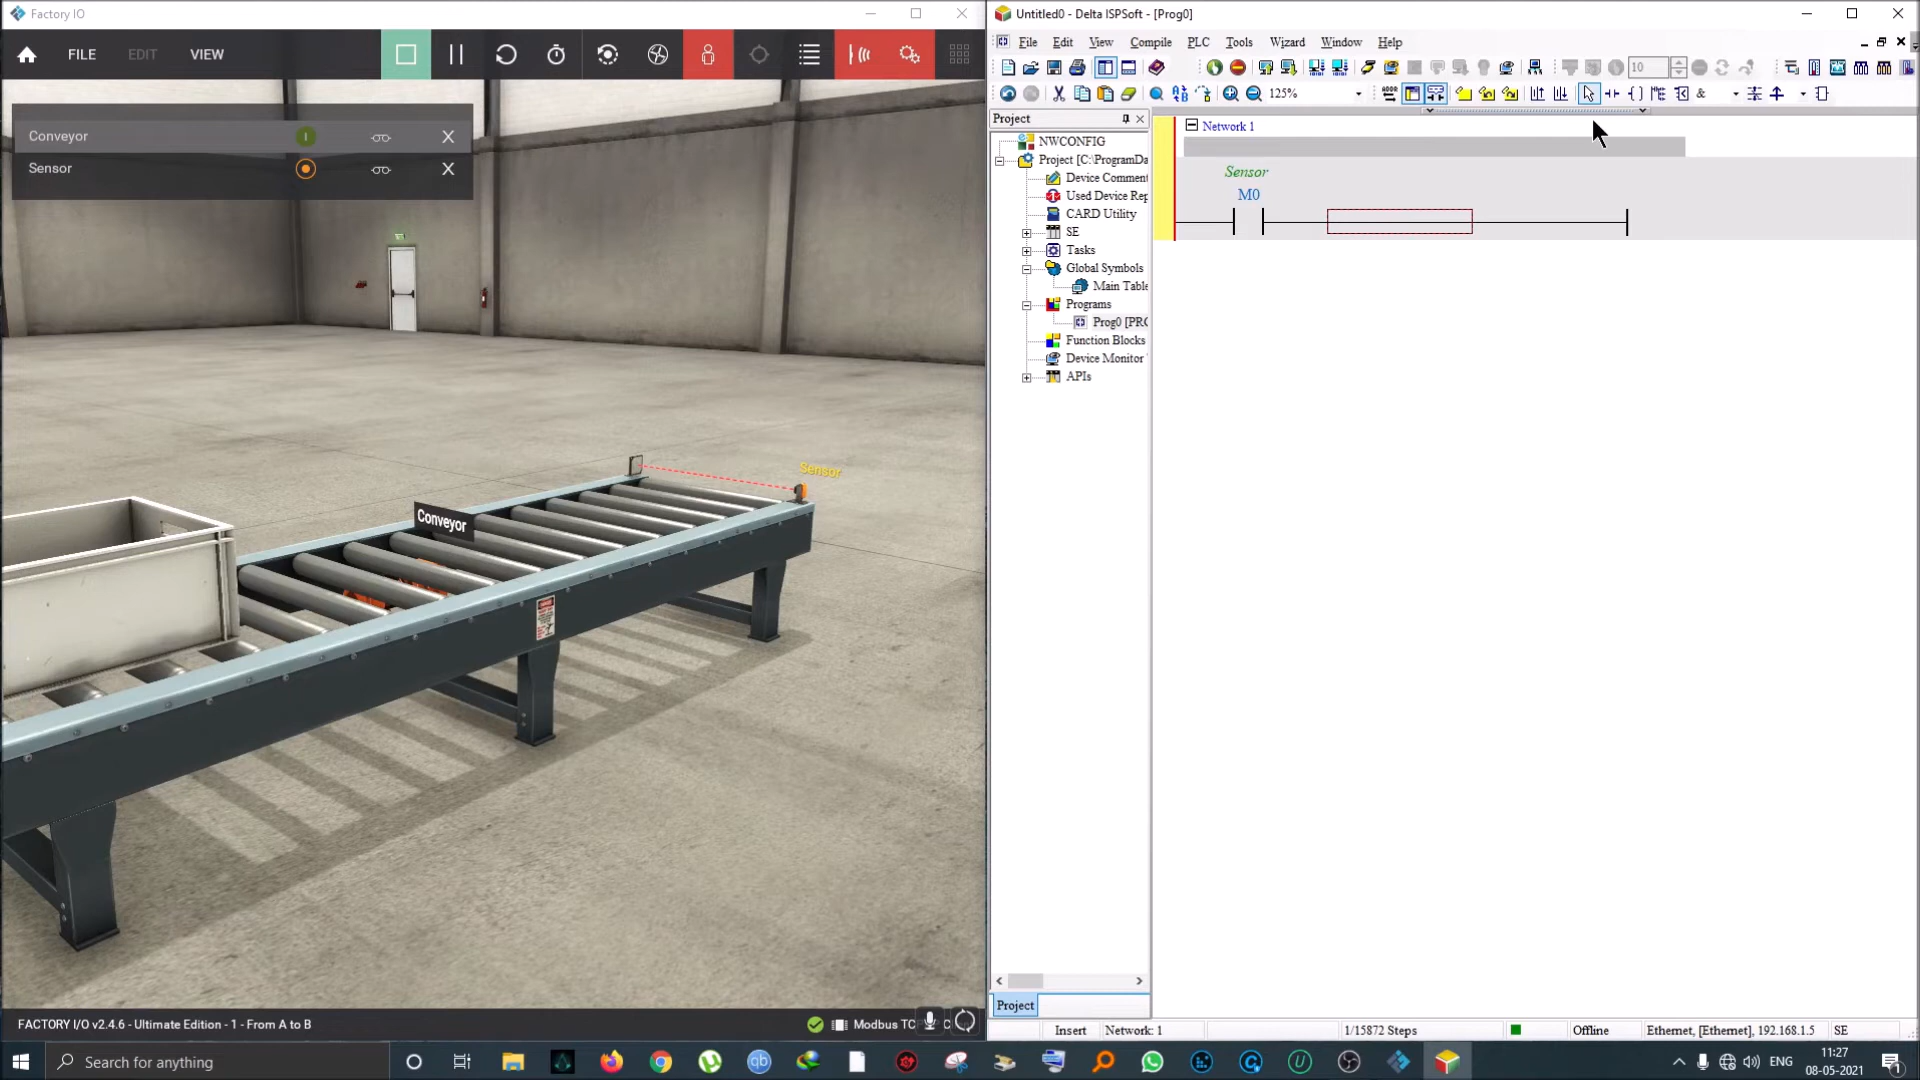 Factory IO
FILE EDIT VIEW
Conveyor X
Sensor X
Sensor
Conveyor
FACTORY I/O v2.4.6 - Ultimate Edition - 1 - From A to B
Modbus TC
Untitled0 - Delta ISPSoft - [Prog0]
File Edit View Compile PLC Tools Wizard Window Help
10
125%
&
Project
NWCONFIG
Project [C:\ProgramDa
Device Comment
Used Device Rep
CARD Utility
SE
Tasks
Global Symbols
Main Table
Programs
Prog0 [PRG
Function Blocks
Device Monitor
APIs
Project
Network 1
Sensor
M0
Insert Network: 1 1/15872 Steps Offline Ethernet, [Ethernet], 192.168.1.5 SE
Search for anything
ENG
11:27
08-05-2021